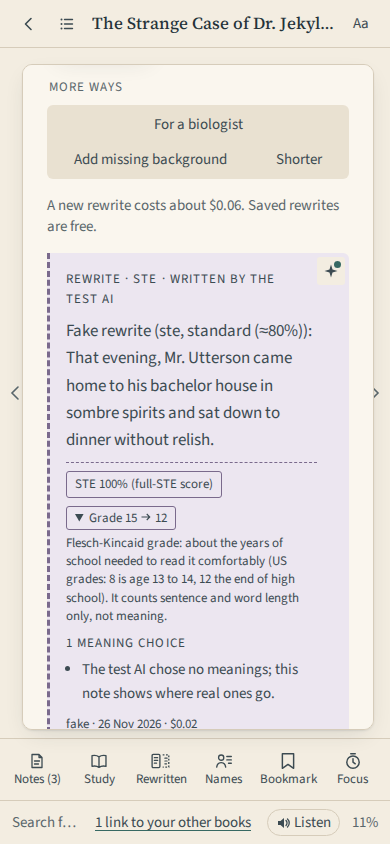 The Strange Case of Dr. Jekyl...
Aa
MORE WAYS
For a biologist
Add missing background
Shorter
A new rewrite costs about $0.06. Saved rewrites
are free.
REWRITE · STE · WRITTEN BY THE
TEST AI
Fake rewrite (ste, standard (≈80%)):
That evening, Mr. Utterson came
home to his bachelor house in
sombre spirits and sat down to
dinner without relish.
STE 100% (full-STE score)
▼ Grade 15 → 12
Flesch-Kincaid grade: about the years of
school needed to read it comfortably (US
grades: 8 is age 13 to 14, 12 the end of high
school). It counts sentence and word length
only, not meaning.
1 MEANING CHOICE
• The test AI chose no meanings; this
note shows where real ones go.
fake · 26 Nov 2026 · $0.02
Notes (3)
Study
Rewritten
Names
Bookmark
Focus
Search f...
1 link to your other books
Listen
11%